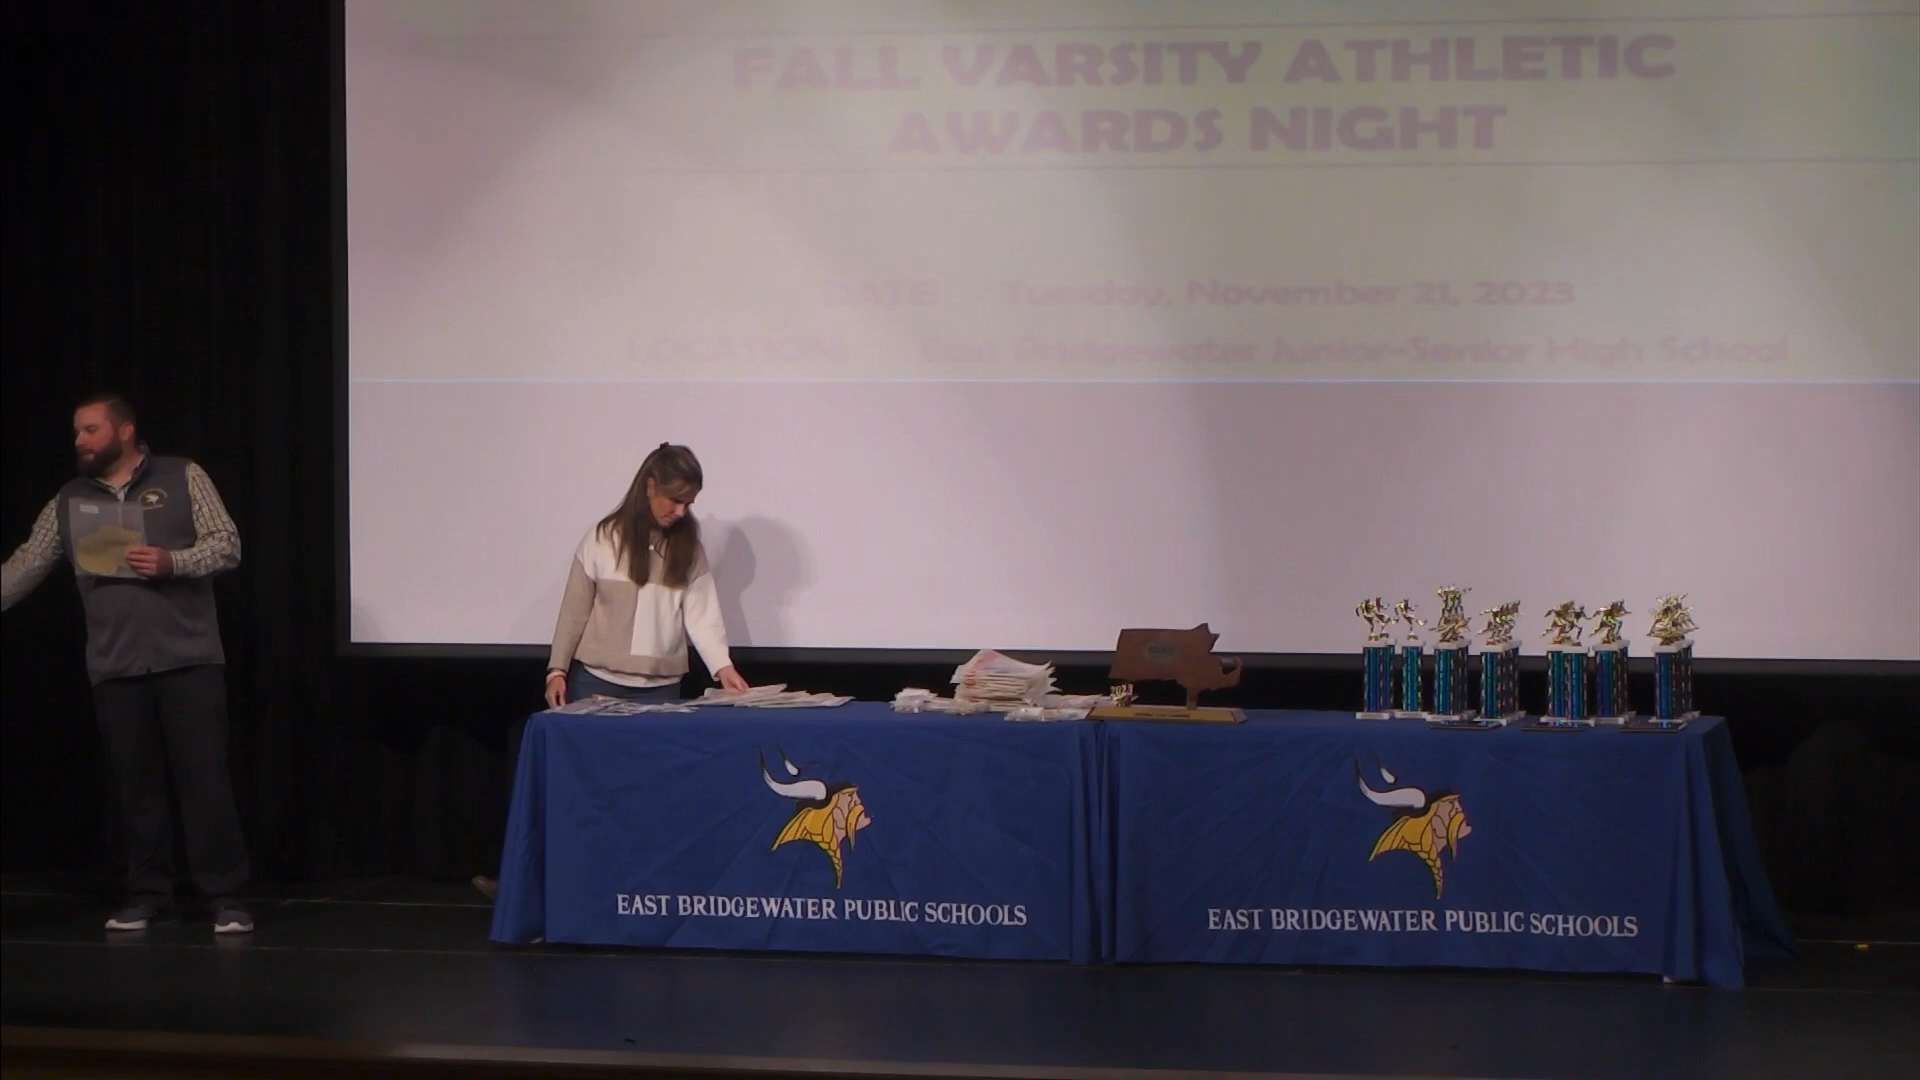 FALL VARSITY ATHLETIC
AWARDS NIGHT
DATE Tuesday, November 21, 2023
LOCATION: East Bridgewater Junior-Senior High School
2023
EAST BRIDGEWATER PUBLIC SCHOOLS
EAST BRIDGEWATER PUBLIC SCHOOLS